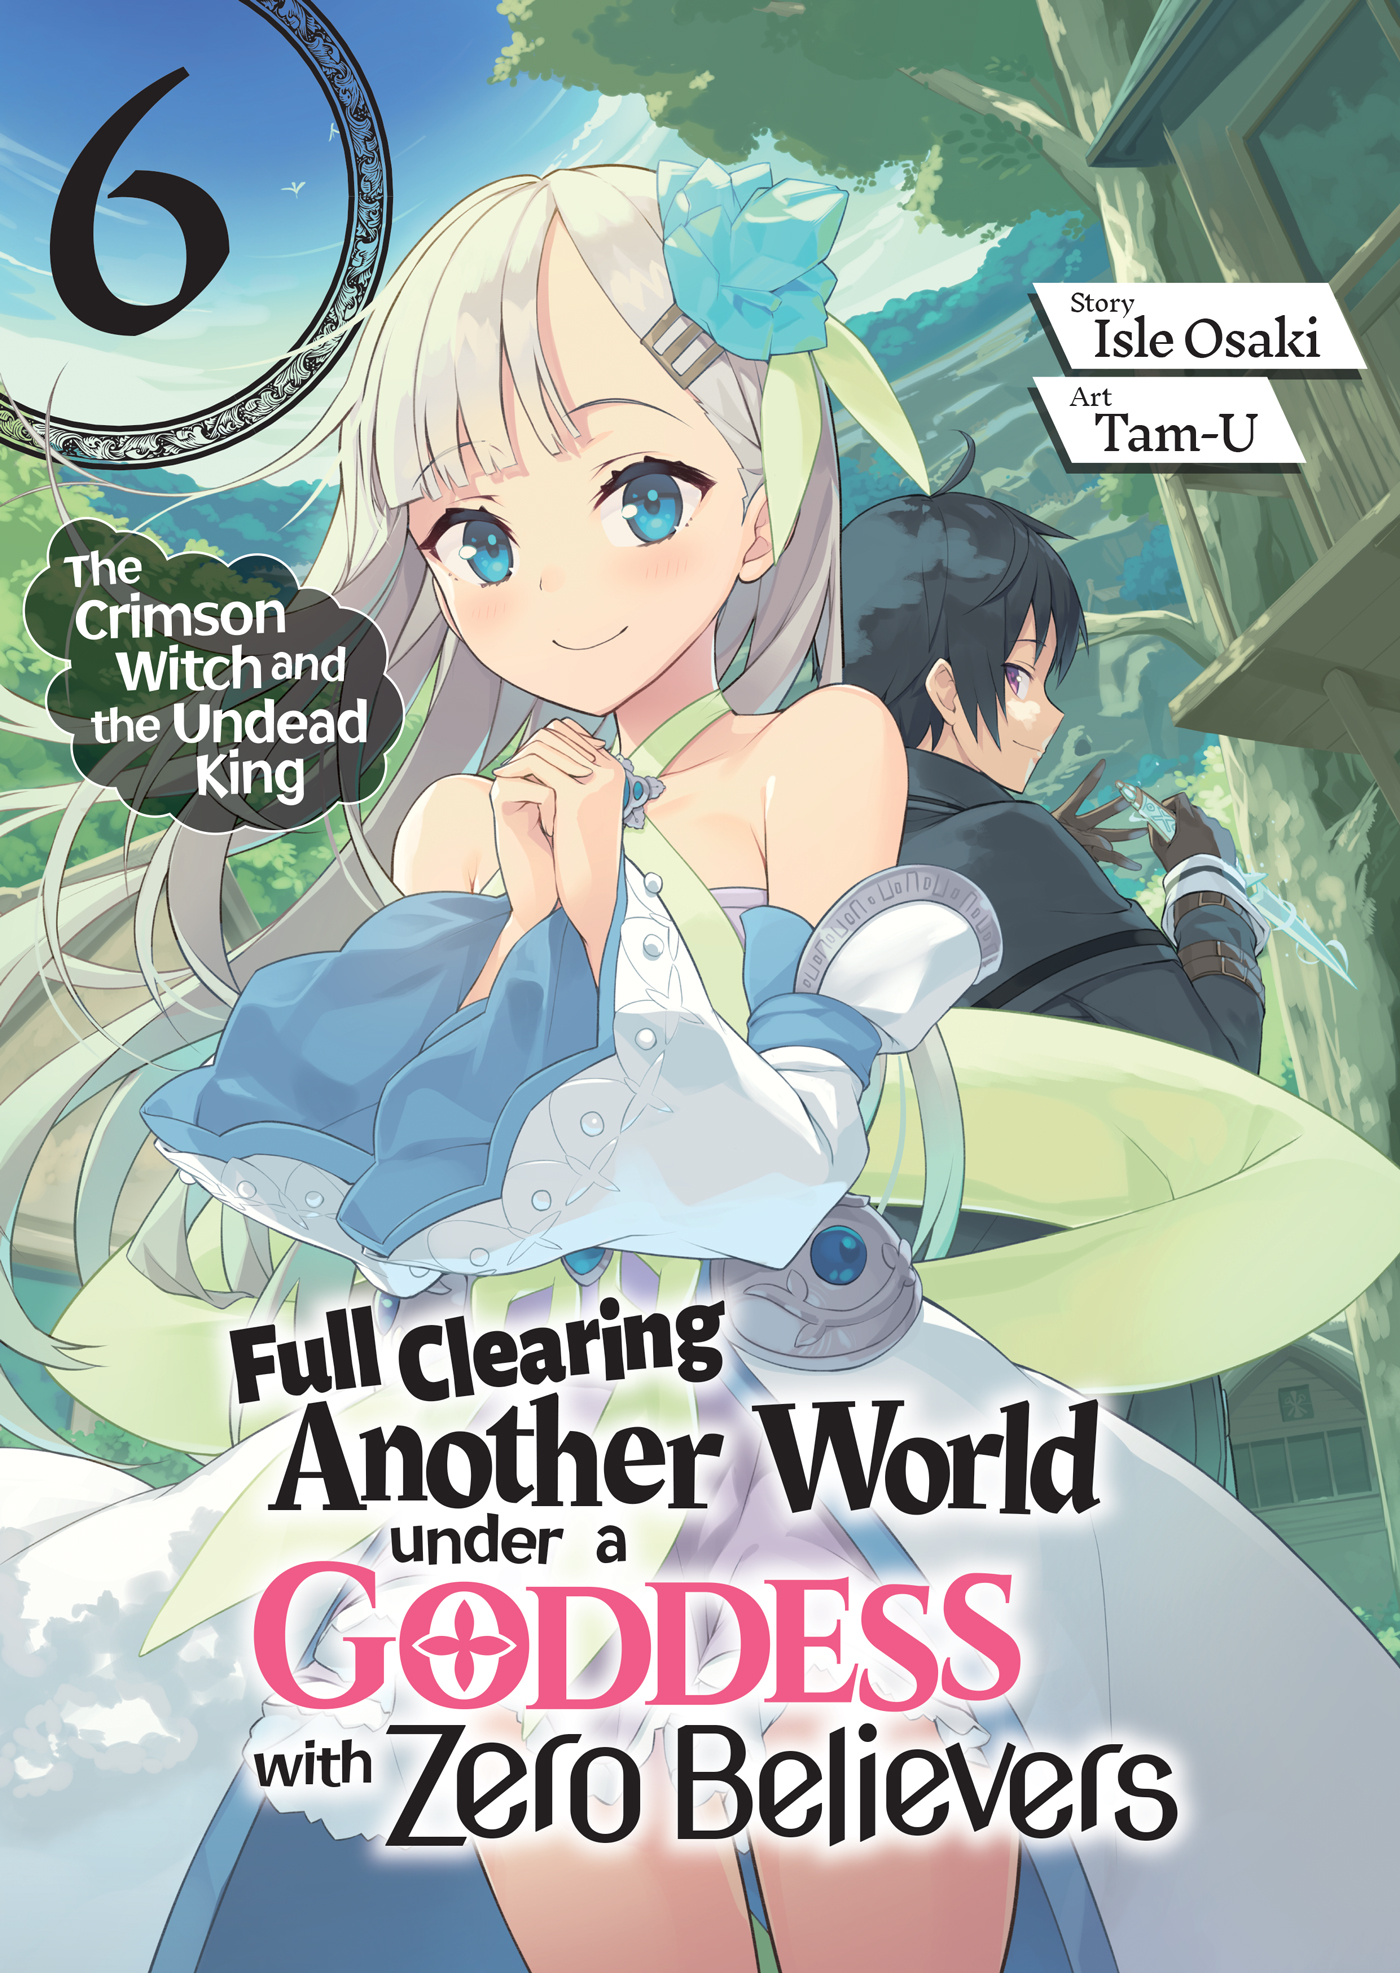 6
Story
Isle Osaki
Art
Tam-U
The
Crimson
Witch and
the Undead
King
Full Clearing
Another World
under a
GODDESS
with Zero Believers